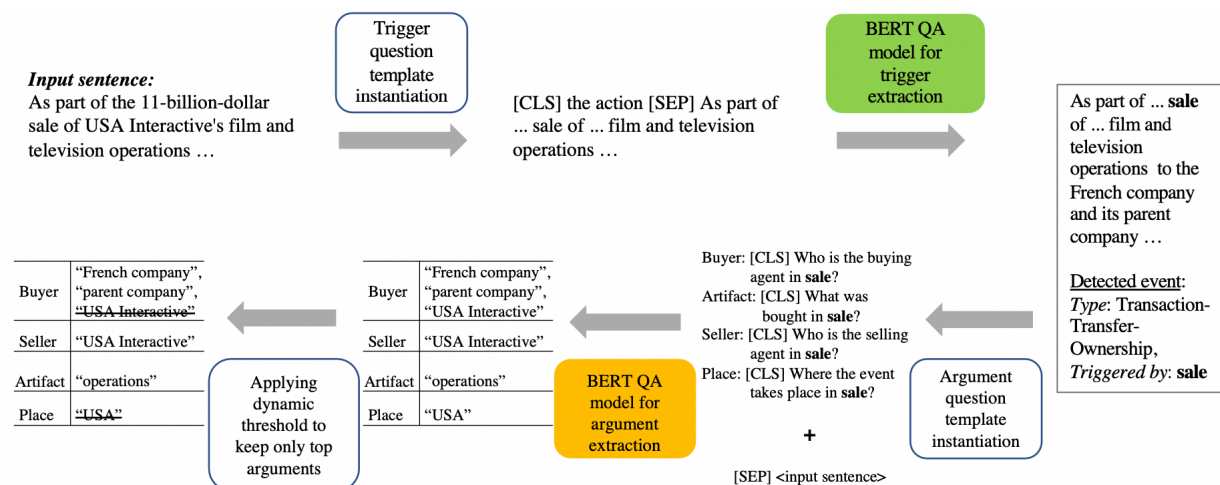 Input sentence:
As part of the 11-billion-dollar
sale of USA Interactive's film and
television operations …
Trigger
question
template
instantiation
[CLS] the action [SEP] As part of
... sale of ... film and television
operations …
BERT QA
model for
trigger
extraction
As part of ... sale
of ... film and
television
operations to the
French company
and its parent
company …
Detected event:
Type: Transaction-
Transfer-
Ownership,
Triggered by: sale
Argument
question
template
instantiation
Buyer: [CLS] Who is the buying
agent in sale?
Artifact: [CLS] What was
bought in sale?
Seller: [CLS] Who is the selling
agent in sale?
Place: [CLS] Where the event
takes place in sale?
+
[SEP] <input sentence>
BERT QA
model for
argument
extraction
Buyer “French company”,
“parent company”,
“USA Interactive”
Seller “USA Interactive”
Artifact “operations”
Place “USA”
Applying
dynamic
threshold to
keep only top
arguments
Buyer “French company”,
“parent company”,
“USA Interactive”
Seller “USA Interactive”
Artifact “operations”
Place “USA”